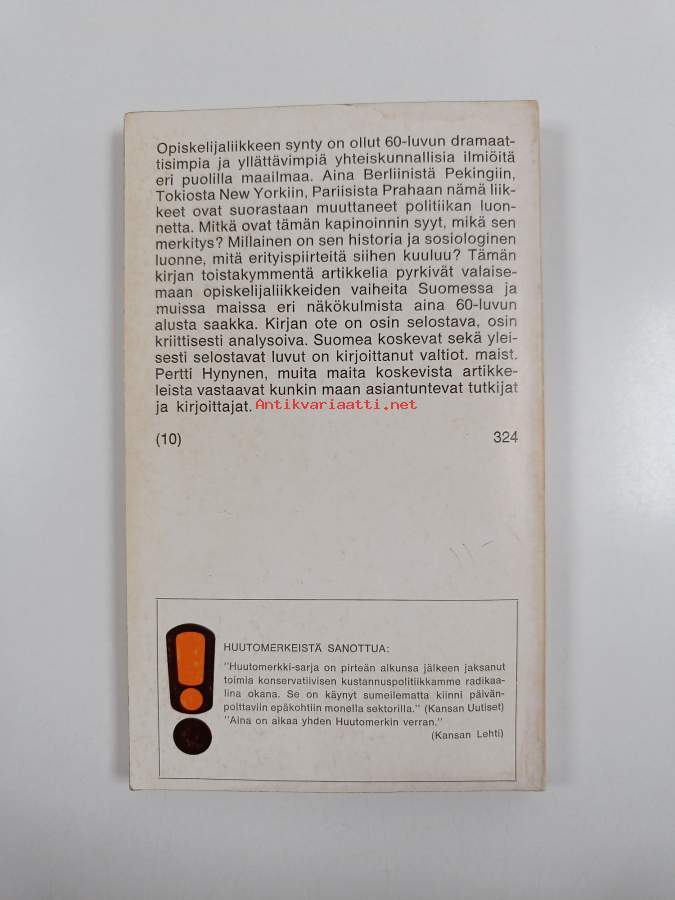 Opiskelijaliikkeen synty on ollut 60-luvun dramaat-
tisimpia ja yllättävimpiä yhteiskunnallisia ilmiöitä
eri puolilla maailmaa. Aina Berliinistä Pekingiin,
Tokiosta New Yorkiin, Pariisista Prahaan nämä liik-
keet ovat suorastaan muuttaneet politiikan luon-
netta. Mitkä ovat tämän kapinoinnin syyt, mikä sen
merkitys? Millainen on sen historia ja sosiologinen
luonne, mitä erityispiirteitä siihen kuuluu? Tämän
kirjan toistakymmentä artikkelia pyrkivät valaise-
maan opiskelijaliikkeiden vaiheita Suomessa ja
muissa maissa eri näkökulmista aina 60-luvun
alusta saakka. Kirjan ote on osin selostava, osin
kriittisesti analysoiva. Suomea koskevat sekä ylei-
sesti selostavat luvut on kirjoittanut valtiot. maist.
Pertti Hynynen, muita maita koskevista artikke-
leista vastaavat kunkin maan asiantuntevat tutkijat
ja kirjoittajat.
Antikvariaatti.net
(10) 324
HUUTOMERKEISTÄ SANOTTUA:
"Huutomerkki-sarja on pirteän alkunsa jälkeen jaksanut
toimia konservatiivisen kustannuspolitiikkamme radikaa-
lina okana. Se on käynyt sumeilematta kiinni päivän-
polttaviin epäkohtiin monella sektorilla." (Kansan Uutiset)
"Aina on aikaa yhden Huutomerkin verran."
(Kansan Lehti)